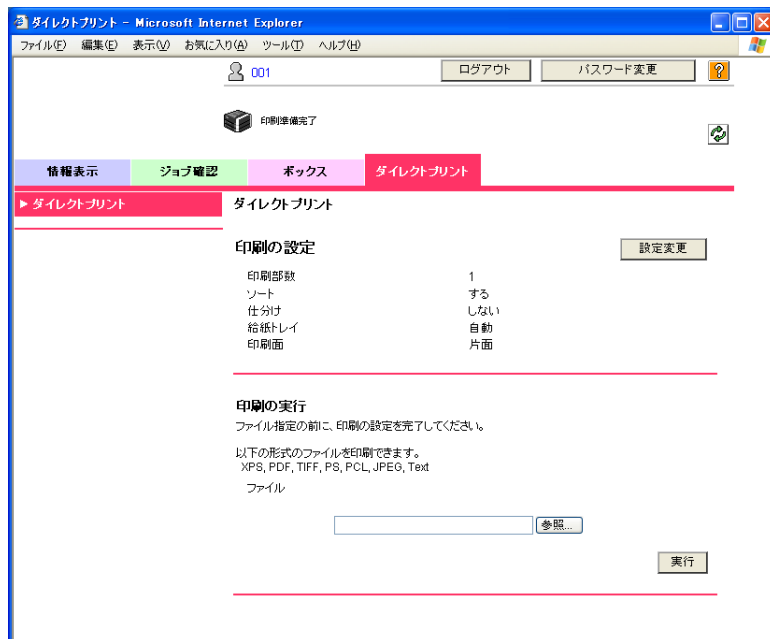 ダイレクトプリント - Microsoft Internet Explorer
ファイル(F) 編集(E) 表示(V) お気に入り(A) ツール(T) ヘルプ(H)
001 ログアウト パスワード変更 ?
印刷準備完了
情報表示 ジョブ確認 ボックス ダイレクトプリント
ダイレクトプリント
ダイレクトプリント
印刷の設定 設定変更
印刷部数 1
ソート する
仕分け しない
給紙トレイ 自動
印刷面 片面
印刷の実行
ファイル指定の前に、印刷の設定を完了してください。
以下の形式のファイルを印刷できます。
XPS, PDF, TIFF, PS, PCL, JPEG, Text
ファイル
参照...
実行